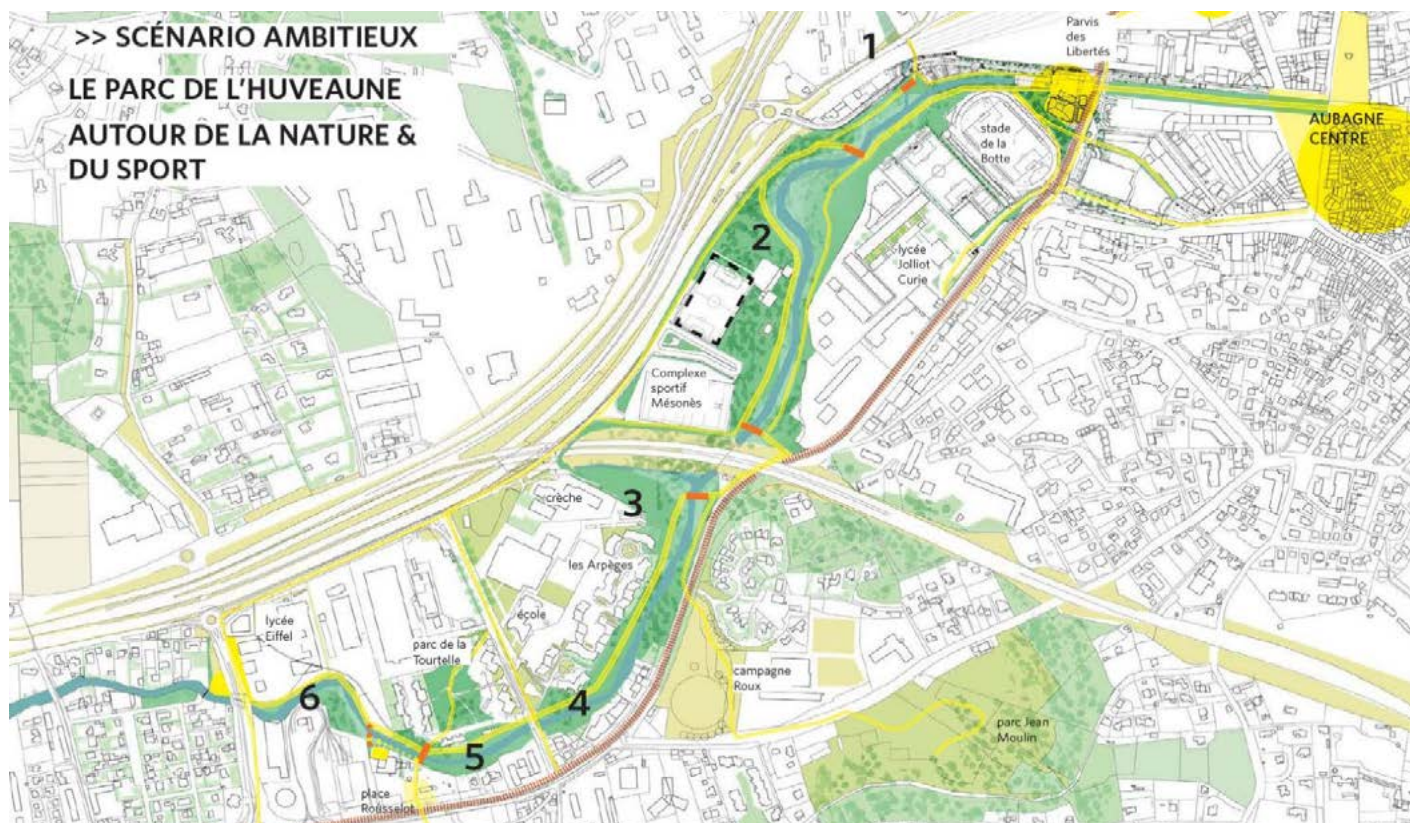 >> SCÉNARIO AMBITIEUX
LE PARC DE L'HUVEAUNE
AUTOUR DE LA NATURE &
DU SPORT
1
Parvis
des
Libertés
AUBAGNE
CENTRE
stade
de la
Botte
2
lycée
Jolliot
Curie
Complexe
sportif
Mésonès
crèche
3
les Arpèges
école
lycée
Eiffel
parc de la
Tourtelle
campagne
Roux
6
4
parc Jean
Moulin
5
place
Rousselot